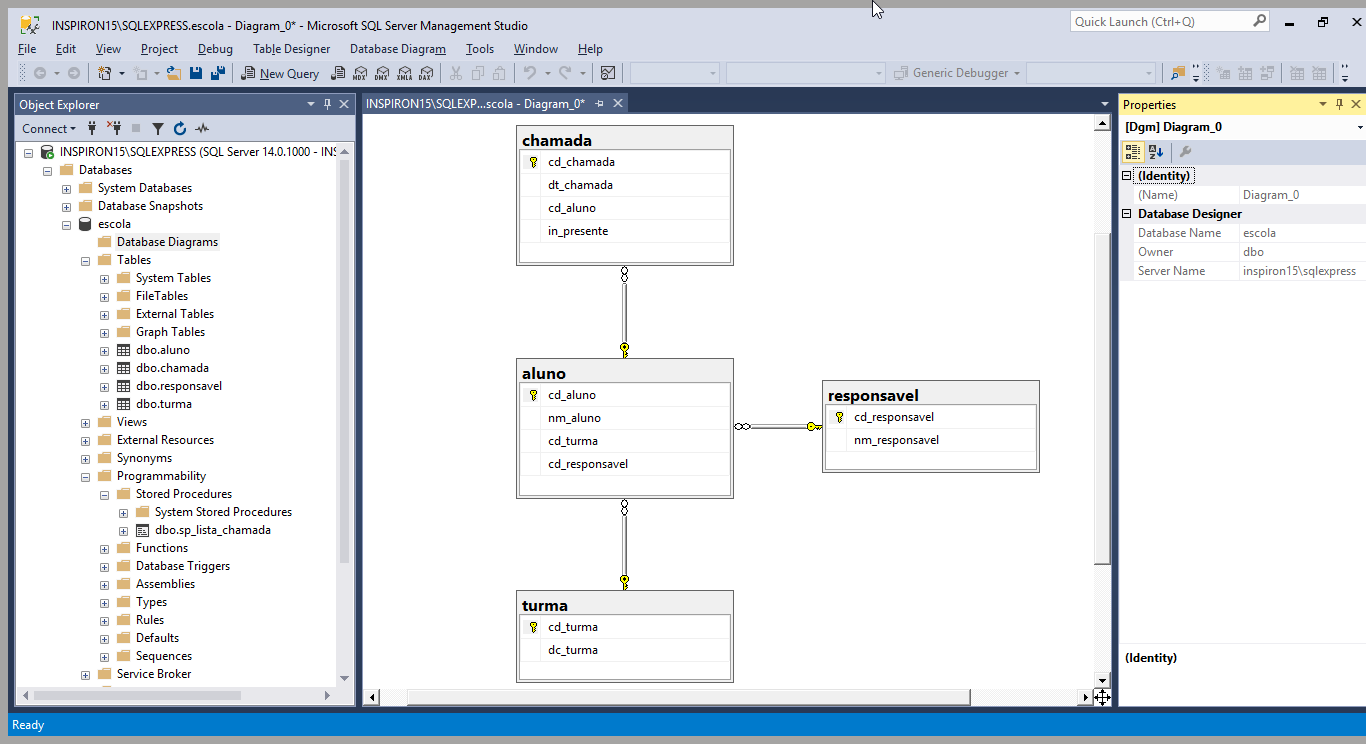 INSPIRON15\SQLEXPRESS.escola - Diagram_0* - Microsoft SQL Server Management Studio
Quick Launch (Ctrl+Q)
File Edit View Project Debug Table Designer Database Diagram Tools Window Help
New Query MDX DMX XMLA DAX Generic Debugger
Object Explorer
Connect
INSPIRON15\SQLEXPRESS (SQL Server 14.0.1000 - INS
Databases
System Databases
Database Snapshots
escola
Database Diagrams
Tables
System Tables
FileTables
External Tables
Graph Tables
dbo.aluno
dbo.chamada
dbo.responsavel
dbo.turma
Views
External Resources
Synonyms
Programmability
Stored Procedures
System Stored Procedures
dbo.sp_lista_chamada
Functions
Database Triggers
Assemblies
Types
Rules
Defaults
Sequences
Service Broker
INSPIRON15\SQLEXP...scola - Diagram_0*
chamada
cd_chamada
dt_chamada
cd_aluno
in_presente
aluno
cd_aluno
nm_aluno
cd_turma
cd_responsavel
responsavel
cd_responsavel
nm_responsavel
turma
cd_turma
dc_turma
Properties
[Dgm] Diagram_0
(Identity)
(Name) Diagram_0
Database Designer
Database Name escola
Owner dbo
Server Name inspiron15\sqlexpress
(Identity)
Ready